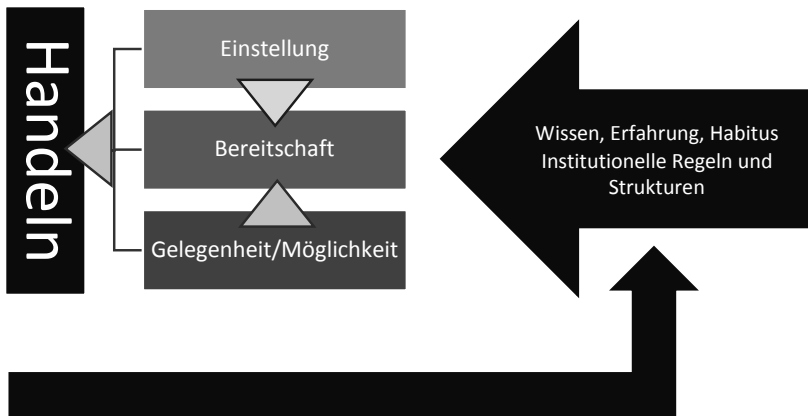 Handeln
Einstellung
Bereitschaft
Gelegenheit/Möglichkeit
Wissen, Erfahrung, Habitus
Institutionelle Regeln und
Strukturen